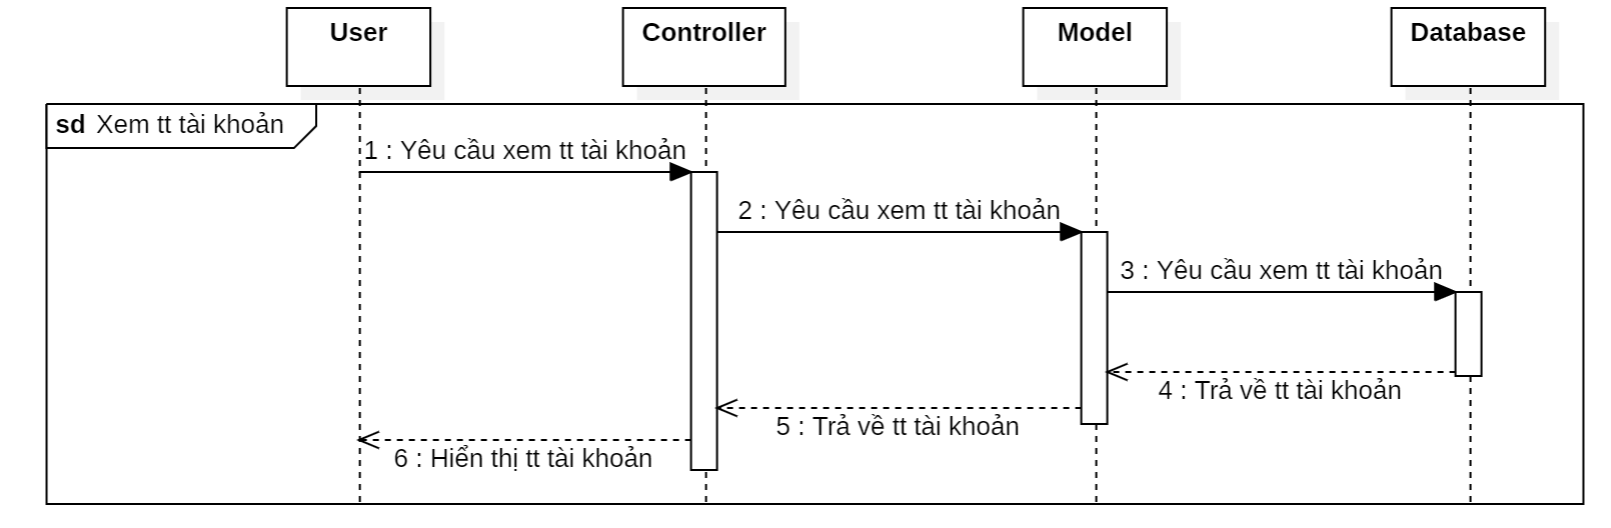 User
Controller
Model
Database
sd Xem tt tài khoản
1 : Yêu cầu xem tt tài khoản
2 : Yêu cầu xem tt tài khoản
3 : Yêu cầu xem tt tài khoản
4 : Trả về tt tài khoản
5 : Trả về tt tài khoản
6 : Hiển thị tt tài khoản